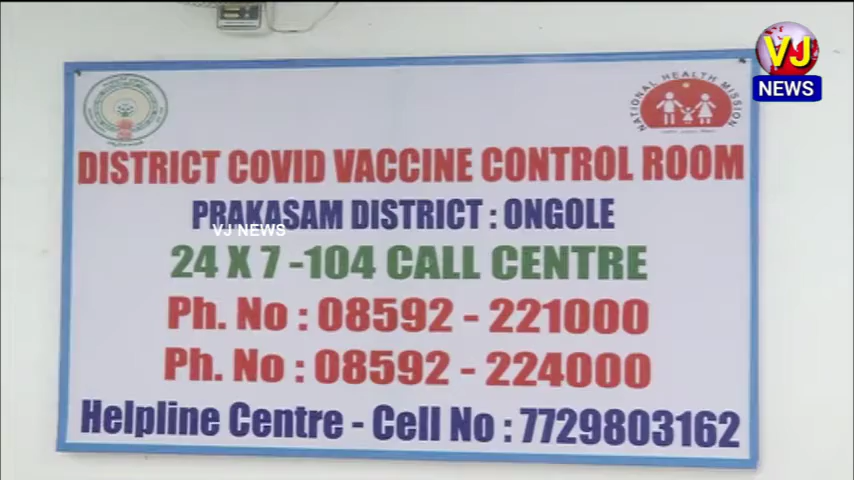 VJ
NEWS
NATIONAL HEALTH MISSION
DISTRICT COVID VACCINE CONTROL ROOM
PRAKASAM DISTRICT : ONGOLE
VJ NEWS
24 X 7 -104 CALL CENTRE
Ph. No : 08592 - 221000
Ph. No : 08592 - 224000
Helpline Centre - Cell No : 7729803162